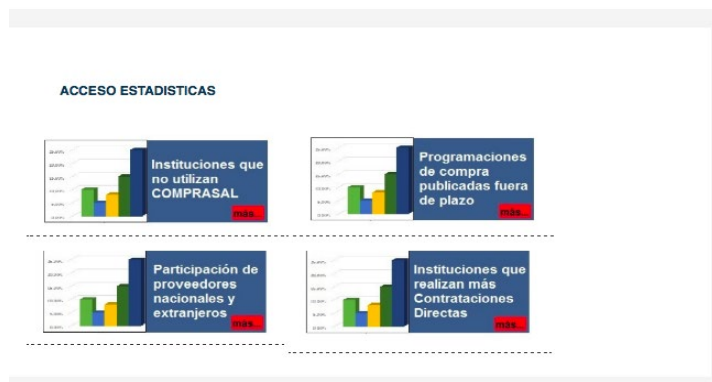 ACCESO ESTADISTICAS
Instituciones que
no utilizan
COMPRASAL
más...
Programaciones
de compra
publicadas fuera
de plazo
más...
Participación de
proveedores
nacionales y
extranjeros
más...
Instituciones que
realizan más
Contrataciones
Directas
más...